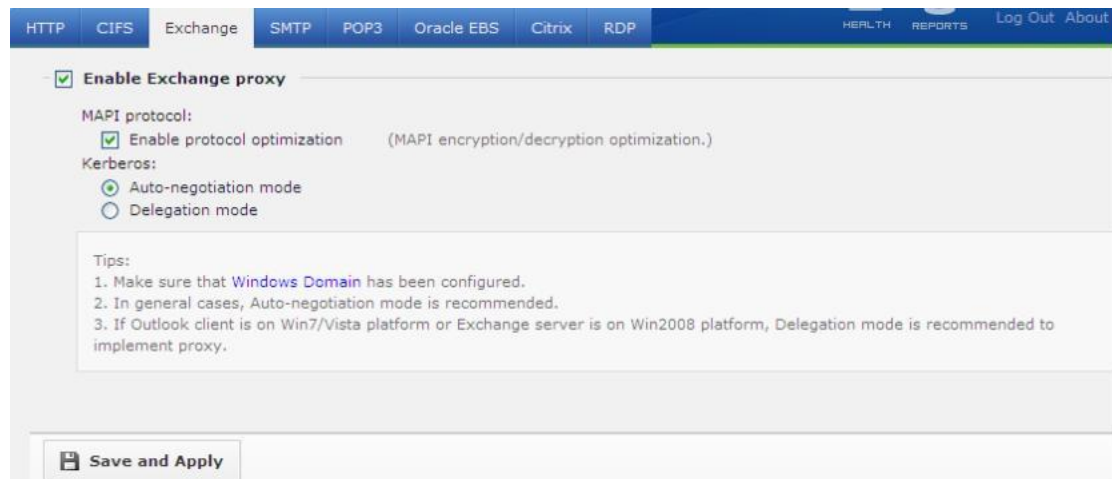 HTTP CIFS Exchange SMTP POP3 Oracle EBS Citrix RDP HEALTH REPORTS Log Out About
Enable Exchange proxy
MAPI protocol:
Enable protocol optimization (MAPI encryption/decryption optimization.)
Kerberos:
Auto-negotiation mode
Delegation mode
Tips:
1. Make sure that Windows Domain has been configured.
2. In general cases, Auto-negotiation mode is recommended.
3. If Outlook client is on Win7/Vista platform or Exchange server is on Win2008 platform, Delegation mode is recommended to
implement proxy.
Save and Apply